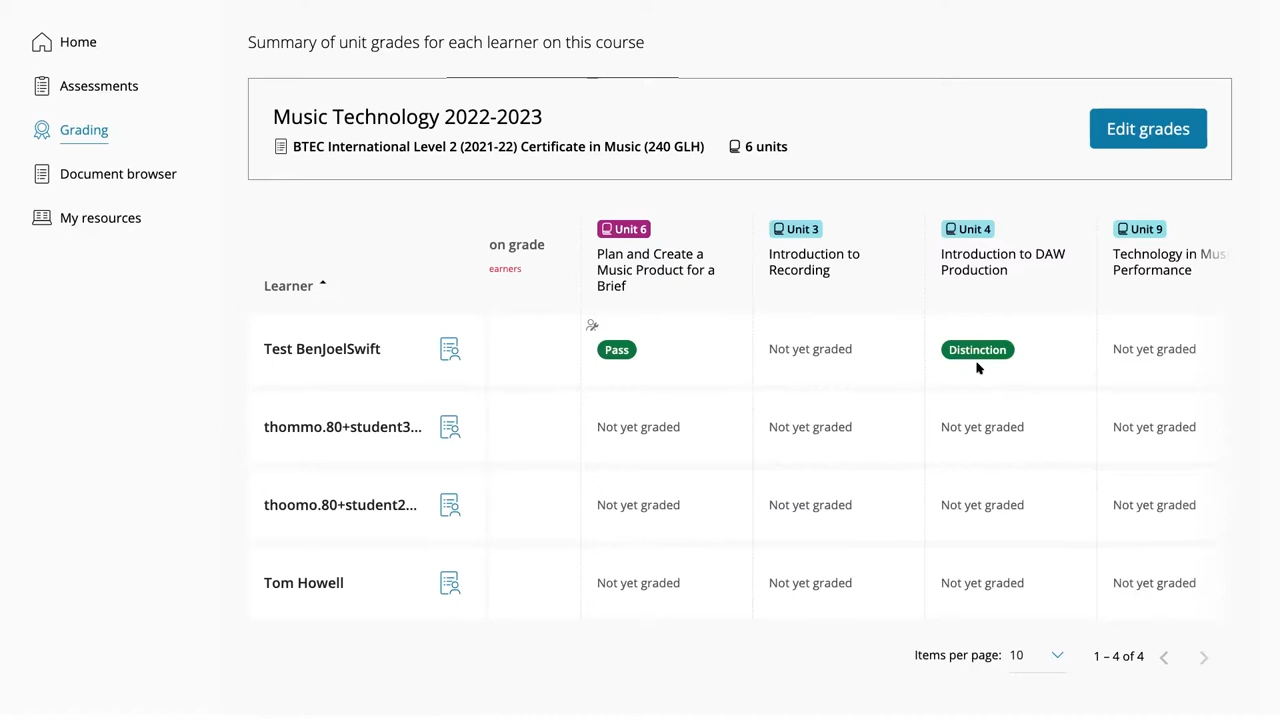 Home
Assessments
Grading
Document browser
My resources
Summary of unit grades for each learner on this course
Music Technology 2022-2023
BTEC International Level 2 (2021-22) Certificate in Music (240 GLH)
6 units
Edit grades
Learner
on grade
earners
Unit 6
Plan and Create a
Music Product for a
Brief
Unit 3
Introduction to
Recording
Unit 4
Introduction to DAW
Production
Unit 9
Technology in Mus
Performance
Test BenJoelSwift
Pass
Not yet graded
Distinction
Not yet graded
thommo.80+student3...
Not yet graded
Not yet graded
Not yet graded
Not yet graded
thoomo.80+student2...
Not yet graded
Not yet graded
Not yet graded
Not yet graded
Tom Howell
Not yet graded
Not yet graded
Not yet graded
Not yet graded
Items per page: 10
1 – 4 of 4